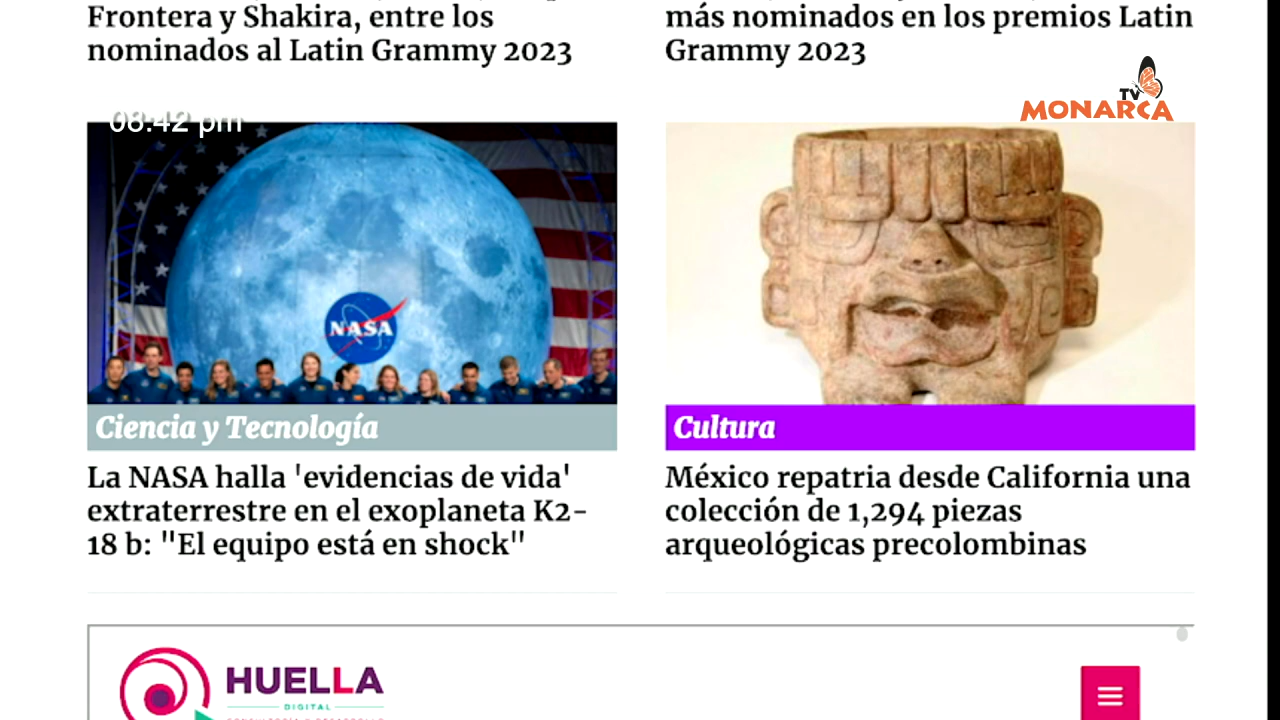 Frontera y Shakira, entre los
nominados al Latin Grammy 2023
más nominados en los premios Latin
Grammy 2023
TV
MONARCA
08:42 pm
NASA
Ciencia y Tecnología
La NASA halla 'evidencias de vida'
extraterrestre en el exoplaneta K2-
18 b: "El equipo está en shock"
Cultura
México repatria desde California una
colección de 1,294 piezas
arqueológicas precolombinas
HUELLA
DIGITAL